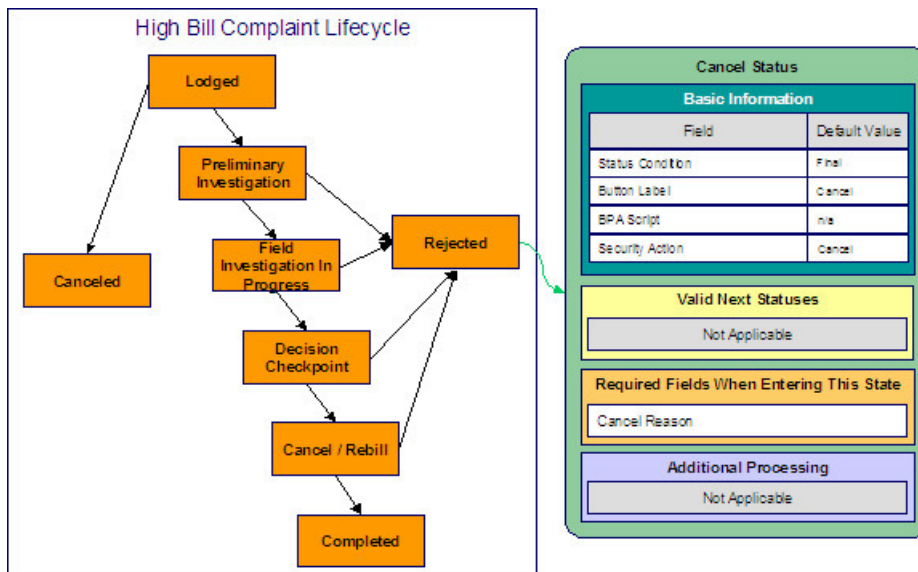 High Bill Complaint Lifecycle
Lodged
Preliminary
Investigation
Field
Investigation In
Progress
Rejected
Canceled
Decision
Checkpoint
Cancel / Rebill
Completed
Cancel Status
Basic Information
Field Default Value
Status Condition Final
Button Label Cancel
BPA Script n/a
Security Action Cancel
Valid Next Statuses
Not Applicable
Required Fields When Entering This State
Cancel Reason
Additional Processing
Not Applicable